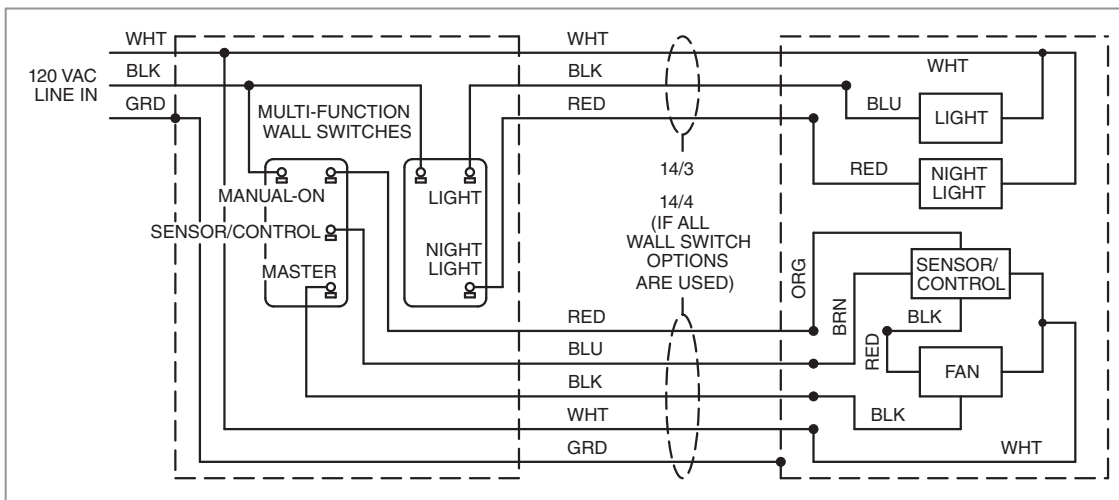 WHT
120 VAC
LINE IN
BLK
GRD
MULTI-FUNCTION
WALL SWITCHES
MANUAL-ON
SENSOR/CONTROL
MASTER
LIGHT
NIGHT
LIGHT
WHT
BLK
RED
14/3
14/4
(IF ALL
WALL SWITCH
OPTIONS
ARE USED)
RED
BLU
BLK
WHT
GRD
WHT
BLU
LIGHT
RED
NIGHT
LIGHT
ORG
BRN
SENSOR/
CONTROL
BLK
RED
FAN
BLK
WHT